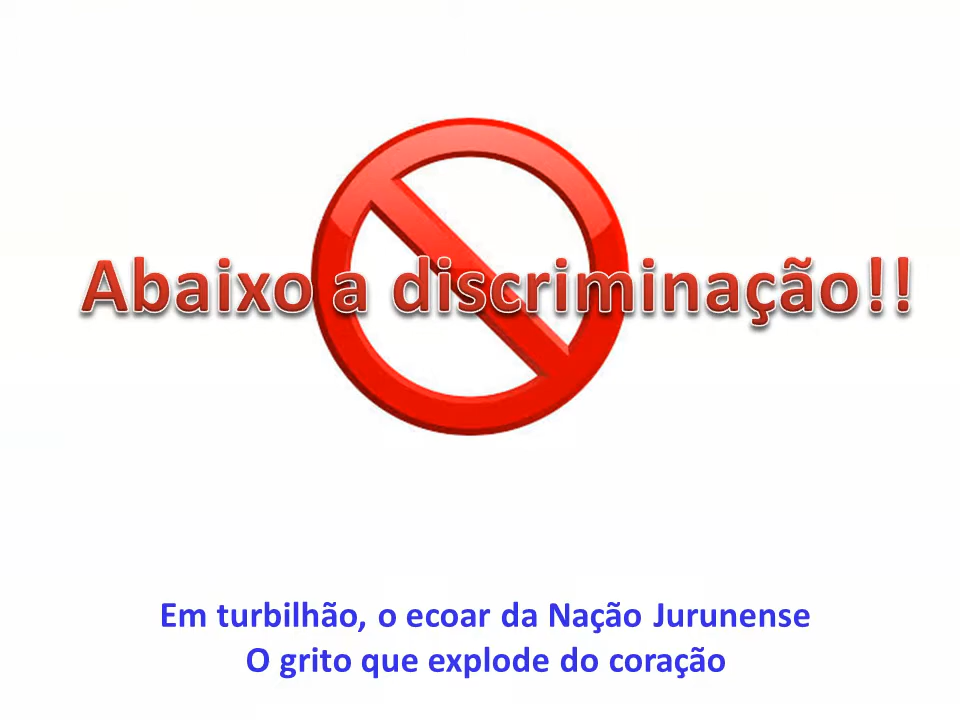 Abaixo a discriminação!!
Em turbilhão, o ecoar da Nação Jurunense
O grito que explode do coração